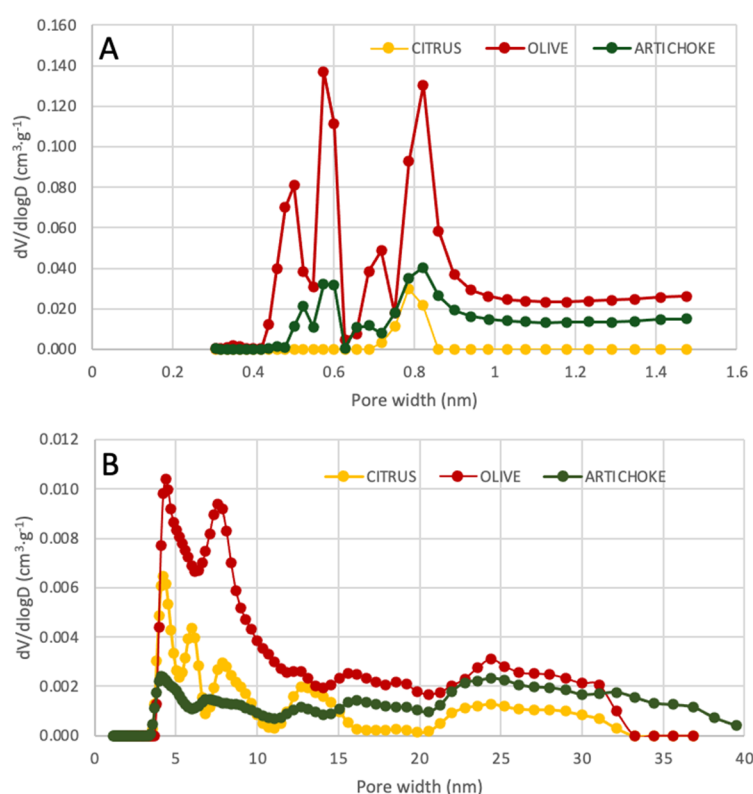 A
CITRUS OLIVE ARTICHOKE
dV/dlogD (cm³·g⁻¹)
0.160
0.140
0.120
0.100
0.080
0.060
0.040
0.020
0.000
0 0.2 0.4 0.6 0.8 1 1.2 1.4 1.6
Pore width (nm)
B
CITRUS OLIVE ARTICHOKE
dV/dlogD (cm³·g⁻¹)
0.012
0.010
0.008
0.006
0.004
0.002
0.000
0 5 10 15 20 25 30 35 40
Pore width (nm)